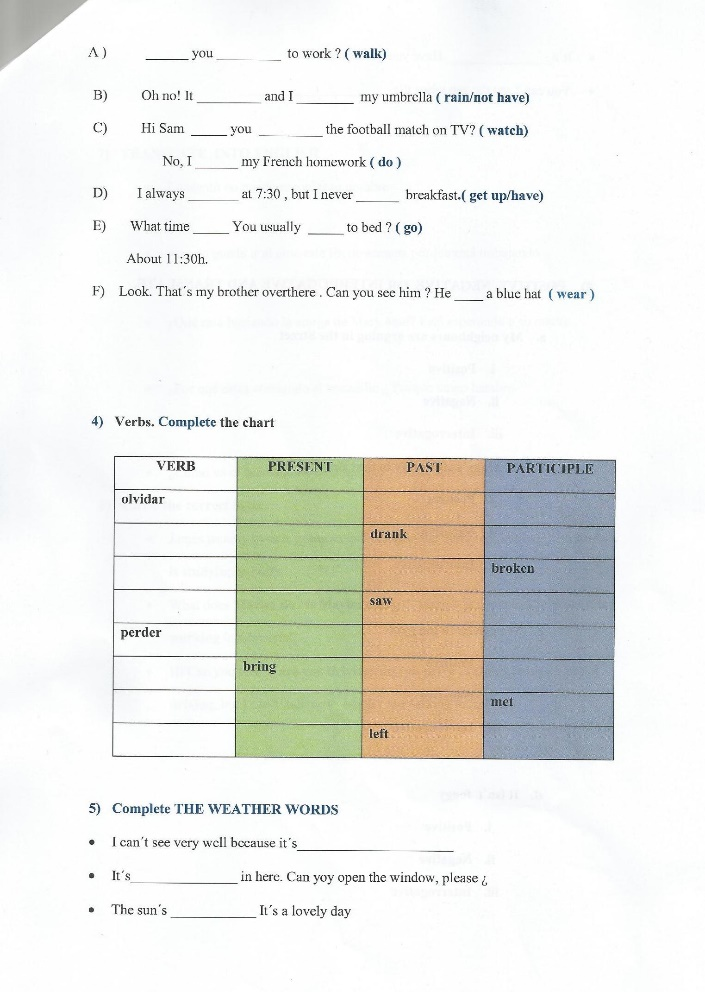 A) ______ you __________ to work ? ( walk)
B) Oh no! It __________ and I _________ my umbrella ( rain/not have)
C) Hi Sam _____ you __________ the football match on TV? ( watch)
No, I ______ my French homework ( do )
D) I always _______ at 7:30 , but I never ______ breakfast.( get up/have)
E) What time _____ You usually _____ to bed ? ( go)
About 11:30h.
F) Look. That´s my brother overthere . Can you see him ? He ____ a blue hat ( wear )
4) Verbs. Complete the chart
VERB PRESENT PAST PARTICIPLE
olvidar
drank
broken
saw
perder
bring
met
left
5) Complete THE WEATHER WORDS
• I can´t see very well because it´s______________________
• It´s_______________ in here. Can yoy open the window, please ¿
• The sun´s ____________ It´s a lovely day